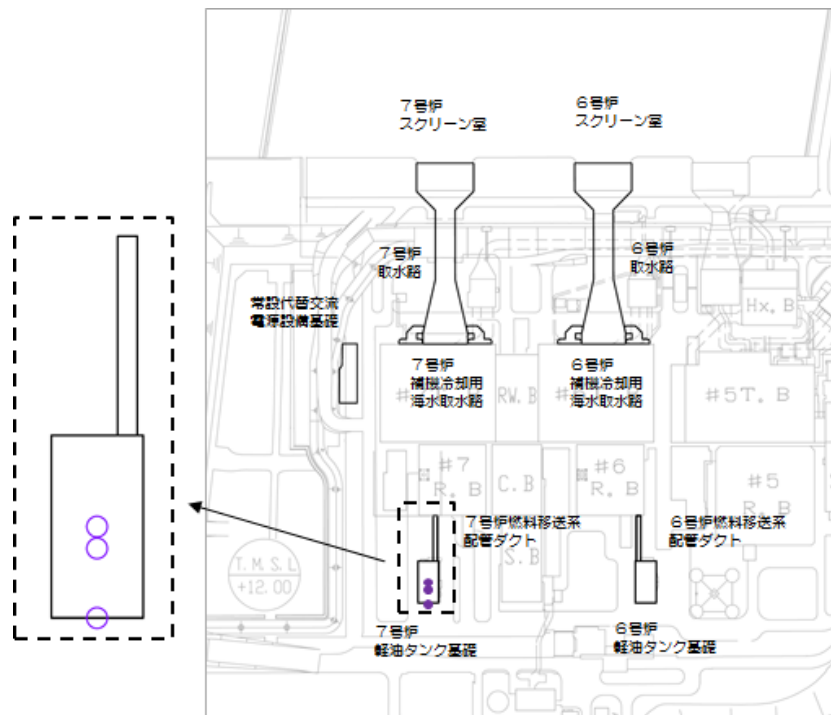 7号炉
スクリーン室
6号炉
スクリーン室
7号炉
取水路
6号炉
取水路
常設代替交流
電源設備基礎
Hx. B
7号炉
補機冷却用
海水取水路
6号炉
補機冷却用
海水取水路
#
RW. B
#
#5T. B
#7
R. B
C. B
#6
R. B
#5
R. B
7号炉燃料移送系
配管ダクト
6号炉燃料移送系
配管ダクト
S. B
T. M. S. L
+12. 00
7号炉
軽油タンク基礎
6号炉
軽油タンク基礎